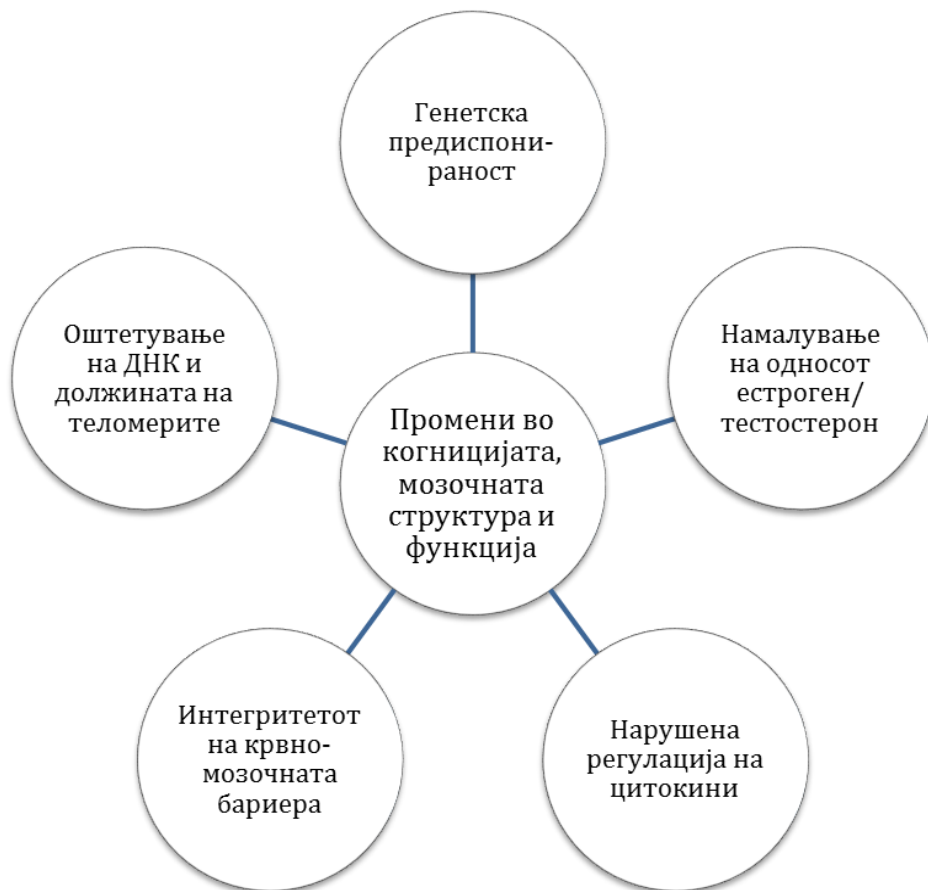 Генетска
предиспони-
раност
Оштетување
на ДНК и
должината на
теломерите
Намалување
на односот
естроген/
тестостерон
Промени во
когницијата,
мозочната
структура и
функција
Интегритетот
на крвно-
мозочната
бариера
Нарушена
регулација на
цитокини